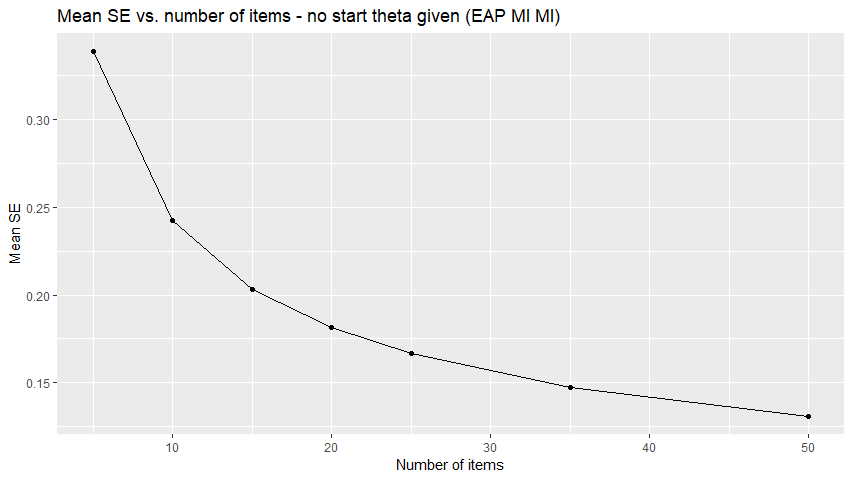 Mean SE vs. number of items - no start theta given (EAP MI MI)
Mean SE
0.30
0.25
0.20
0.15
10 20 30 40 50
Number of items